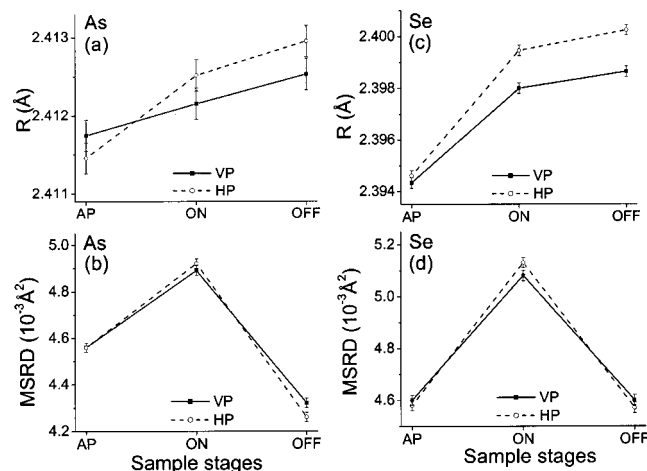 As
(a)
R (Å)
2.413
2.412
2.411
VP
HP
AP
ON
OFF
Se
(c)
R (Å)
2.400
2.398
2.396
2.394
VP
HP
AP
ON
OFF
As
(b)
MSRD (10⁻³Å²)
5.0
4.8
4.6
4.4
4.2
VP
HP
AP
ON
OFF
Sample stages
Se
(d)
MSRD (10⁻³Å²)
5.2
5.0
4.8
4.6
VP
HP
AP
ON
OFF
Sample stages